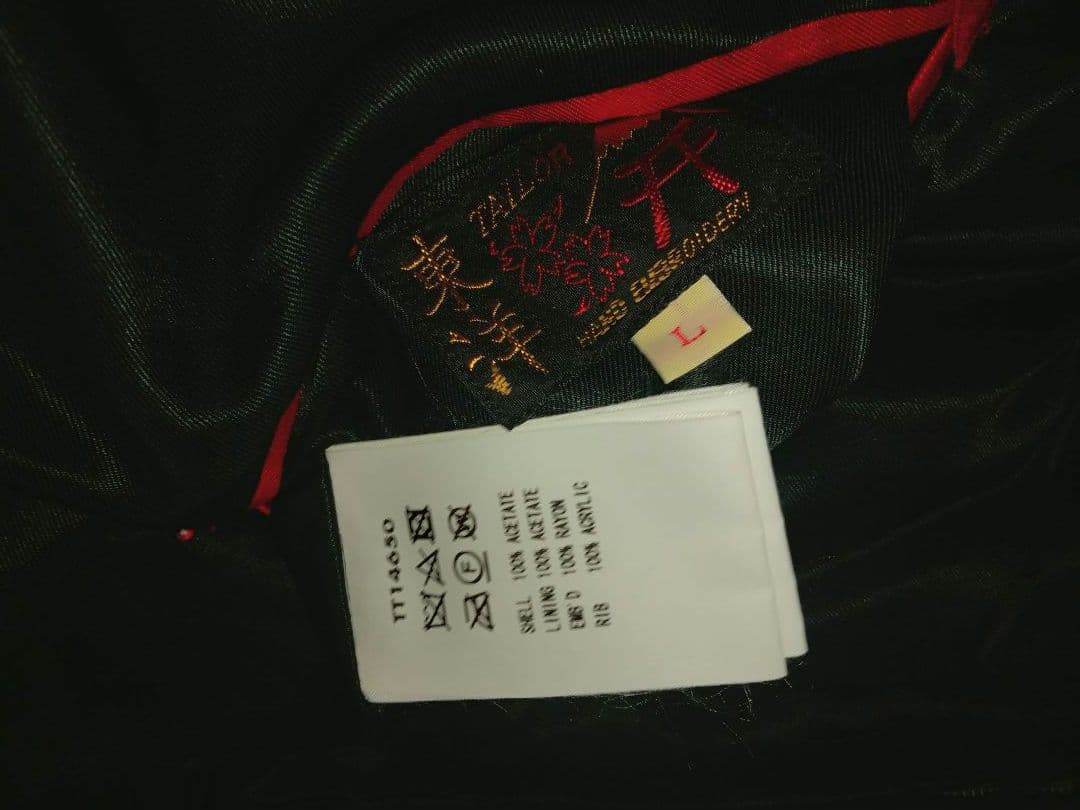 TAILOR
東洋
HAND EMBROIDERY
L
TT14650
F
SHELL 100% ACETATE
LINING 100% ACETATE
EMB'D 100% RAYON
RIB 100% ACRYLIC